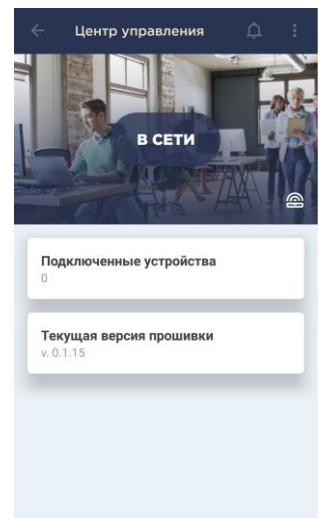 Центр управления
В СЕТИ
Подключенные устройства
0
Текущая версия прошивки
v. 0.1.15